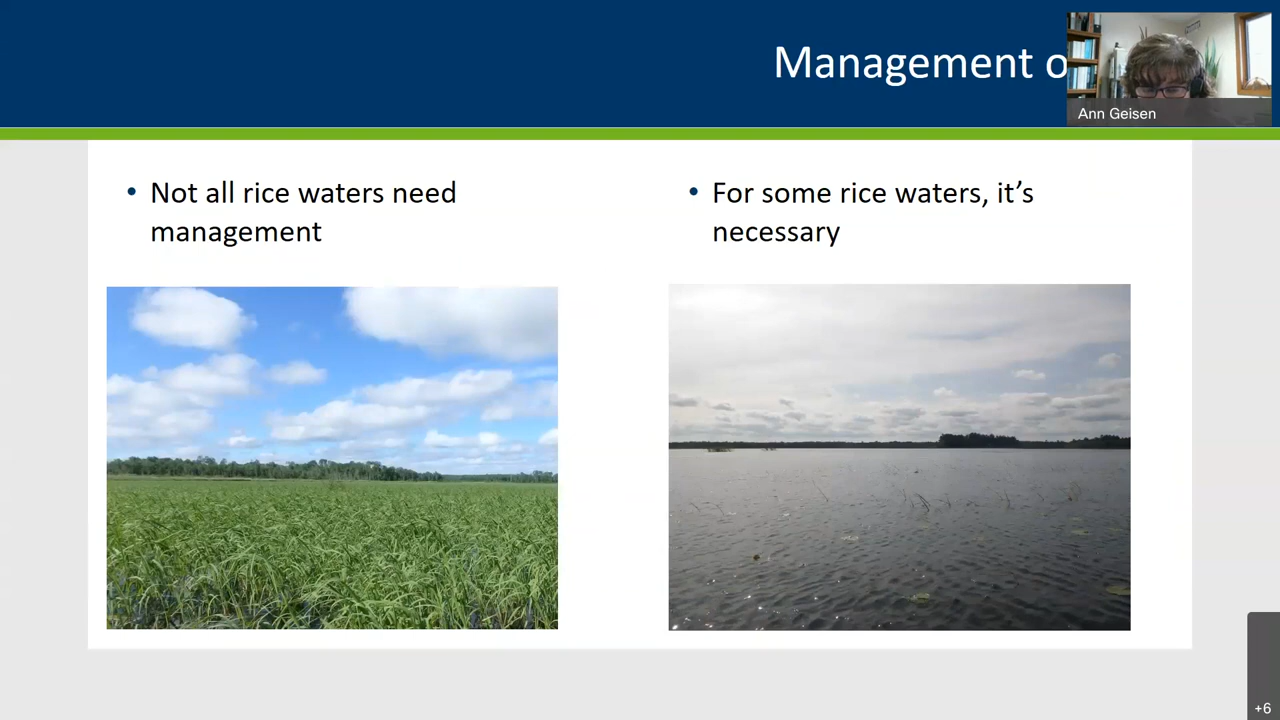 Management o
Ann Geisen
Not all rice waters need
management
For some rice waters, it’s
necessary
+6